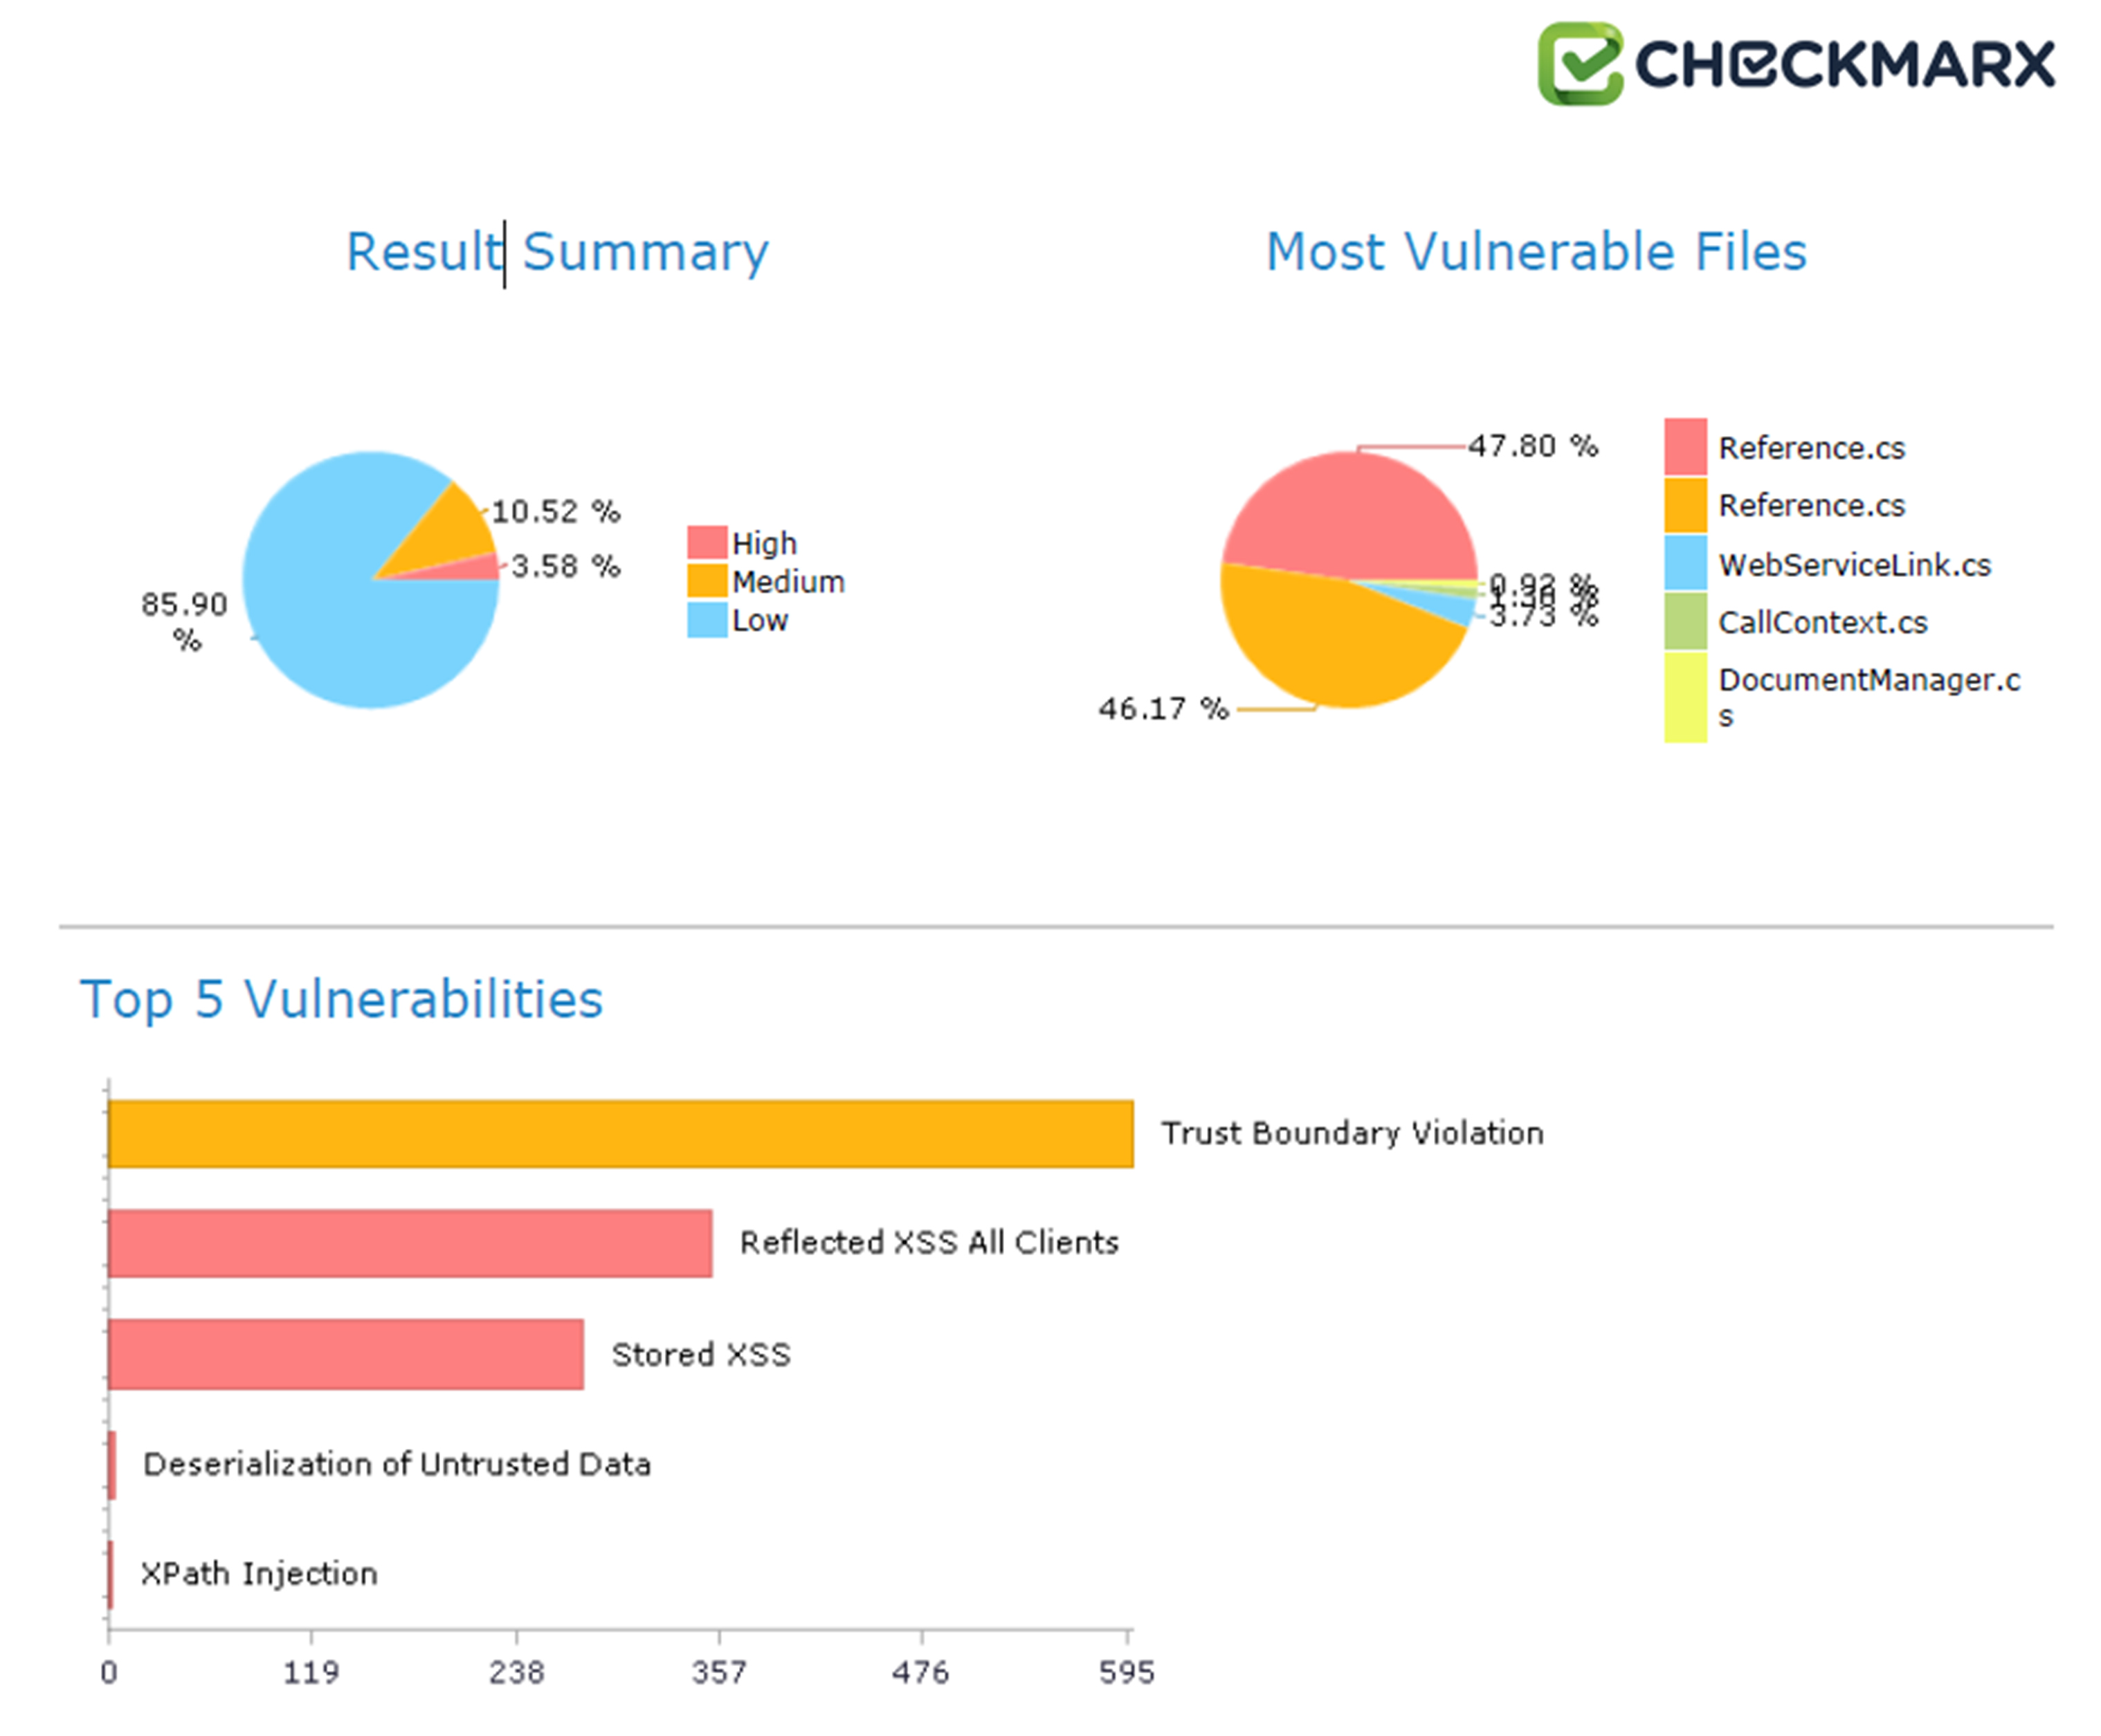 CHECKMARX
Result Summary
Most Vulnerable Files
10.52 %
3.58 %
85.90
%
High
Medium
Low
47.80 %
0.92 %
3.73 %
46.17 %
Reference.cs
Reference.cs
WebServiceLink.cs
CallContext.cs
DocumentManager.c
s
Top 5 Vulnerabilities
Trust Boundary Violation
Reflected XSS All Clients
Stored XSS
Deserialization of Untrusted Data
XPath Injection
0 119 238 357 476 595